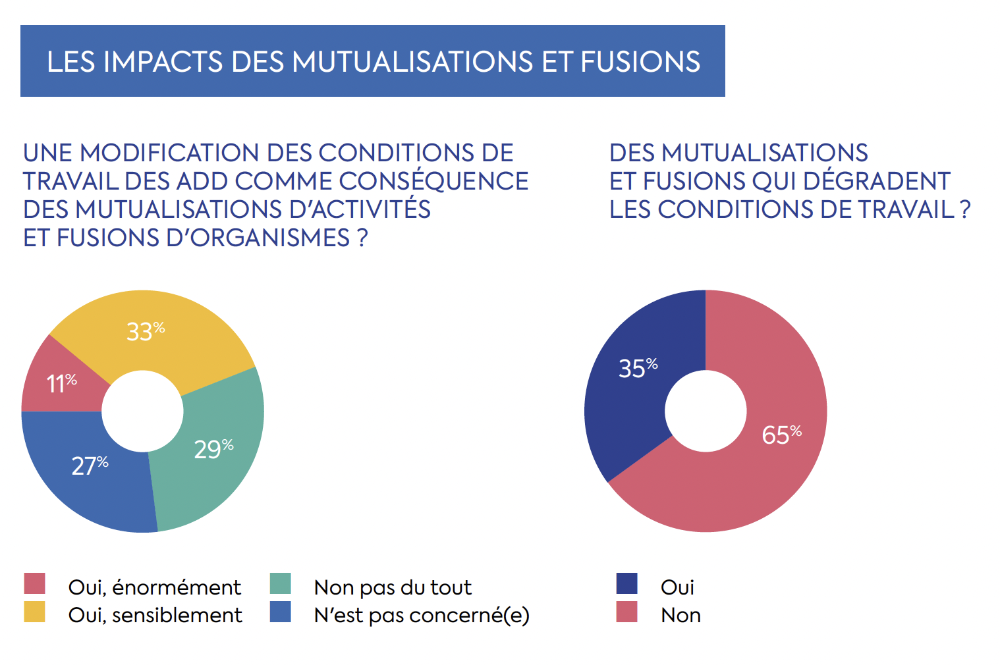 LES IMPACTS DES MUTUALISATIONS ET FUSIONS
UNE MODIFICATION DES CONDITIONS DE
TRAVAIL DES ADD COMME CONSÉQUENCE
DES MUTUALISATIONS D'ACTIVITÉS
ET FUSIONS D'ORGANISMES ?
33%
11%
29%
27%
Oui, énormément
Oui, sensiblement
Non pas du tout
N'est pas concerné(e)
DES MUTUALISATIONS
ET FUSIONS QUI DÉGRADENT
LES CONDITIONS DE TRAVAIL ?
35%
65%
Oui
Non